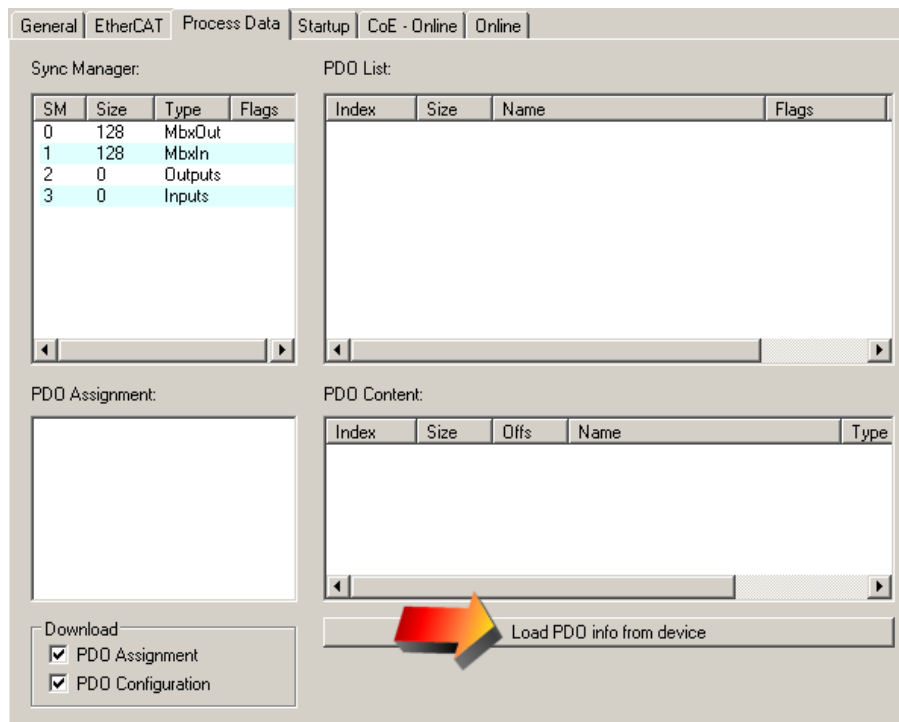 General EtherCAT Process Data Startup CoE - Online Online
Sync Manager:
SM Size Type Flags
0 128 MbxOut
1 128 MbxIn
2 0 Outputs
3 0 Inputs
PDO List:
Index Size Name Flags
PDO Assignment:
PDO Content:
Index Size Offs Name Type
Download
PDO Assignment
PDO Configuration
Load PDO info from device